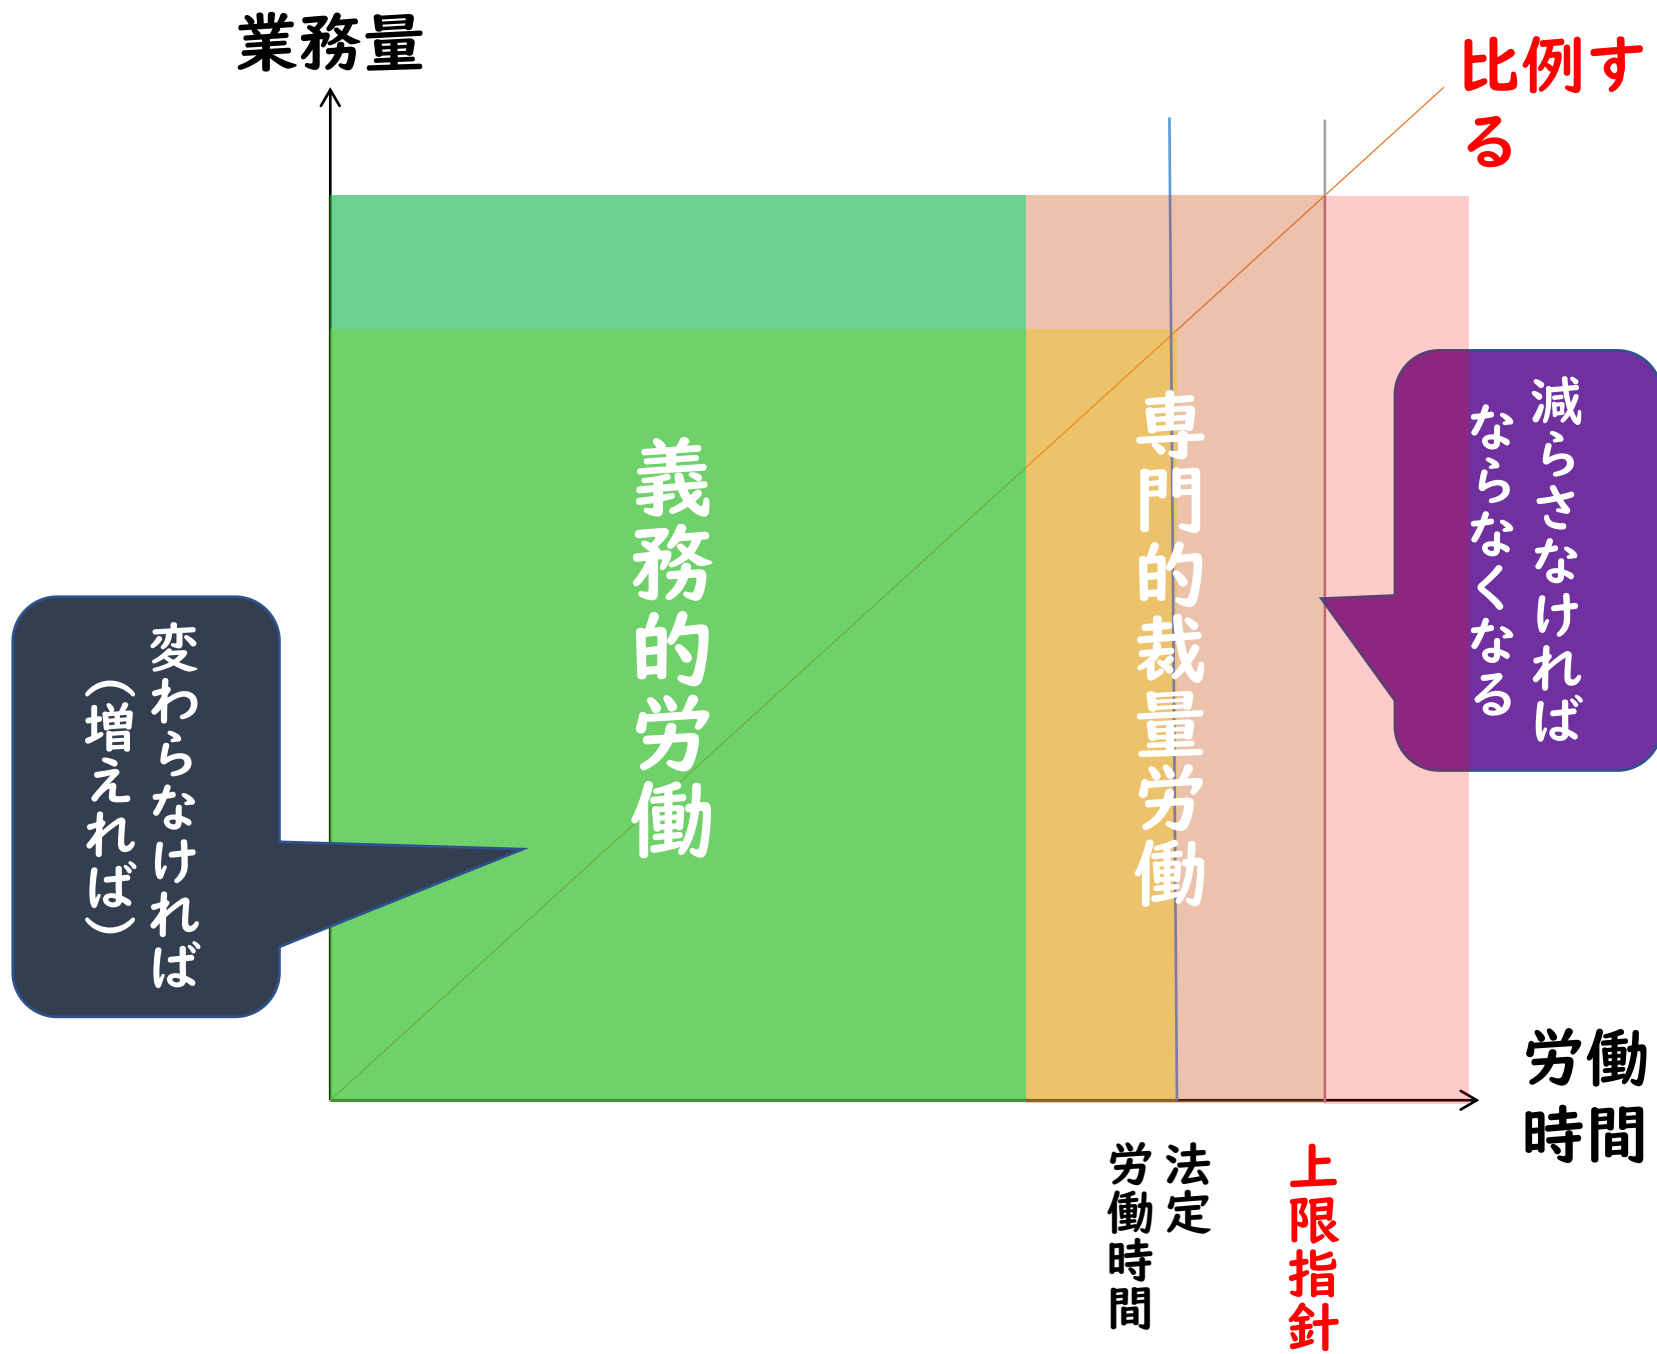 業務量
比例す
る
義務的労働
専門的裁量労働
減らさなければ
ならなくなる
変わらなければ
（増えれば）
労働
時間
法定
労働時間
上限指針